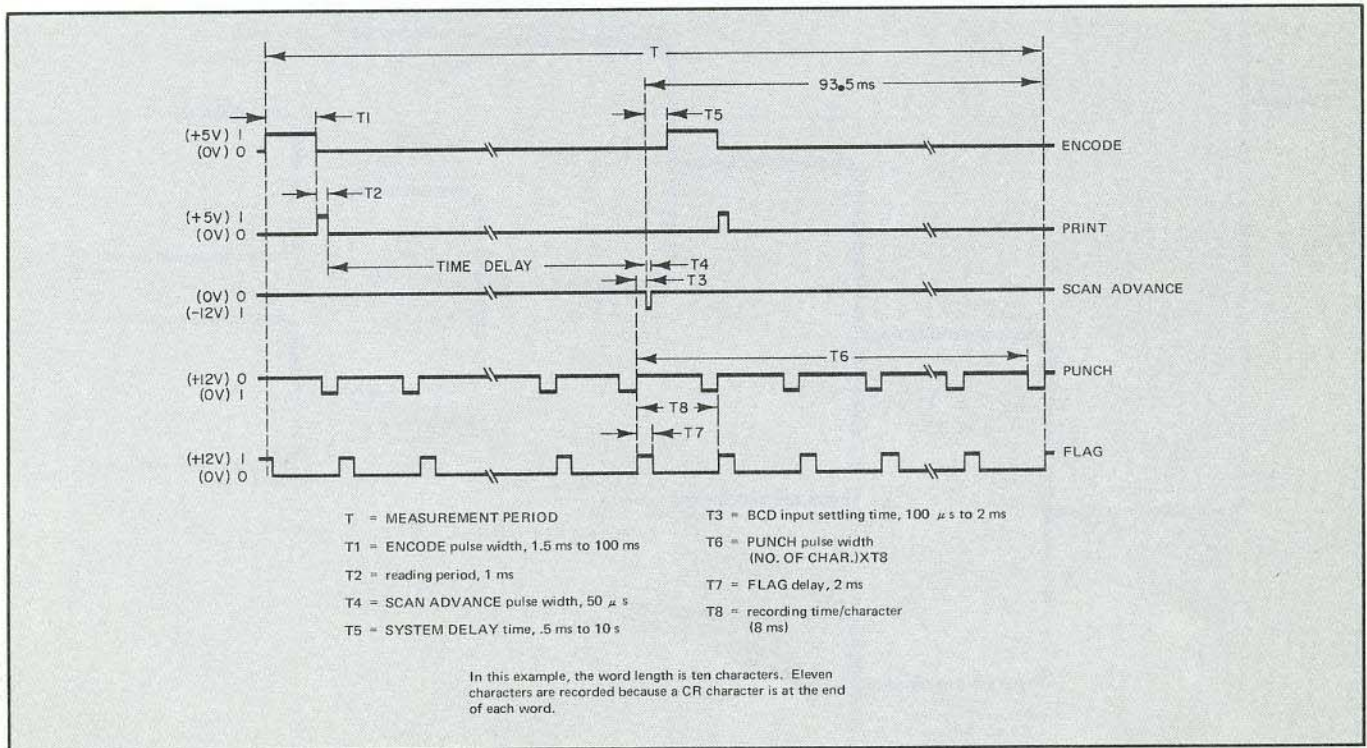 T
93.5ms
T1
T5
(+5V) 1
(0V) 0
ENCODE
T2
(+5V) 1
(0V) 0
PRINT
TIME DELAY
T4
T3
(0V) 0
(-12V) 1
SCAN ADVANCE
T6
(+12V) 0
(0V) 1
PUNCH
T8
T7
(+12V) 1
(0V) 0
FLAG
T = MEASUREMENT PERIOD
T1 = ENCODE pulse width, 1.5 ms to 100 ms
T2 = reading period, 1 ms
T4 = SCAN ADVANCE pulse width, 50 μ s
T5 = SYSTEM DELAY time, .5 ms to 10 s
T3 = BCD input settling time, 100 μ s to 2 ms
T6 = PUNCH pulse width
(NO. OF CHAR.)XT8
T7 = FLAG delay, 2 ms
T8 = recording time/character
(8 ms)
In this example, the word length is ten characters. Eleven
characters are recorded because a CR character is at the end
of each word.